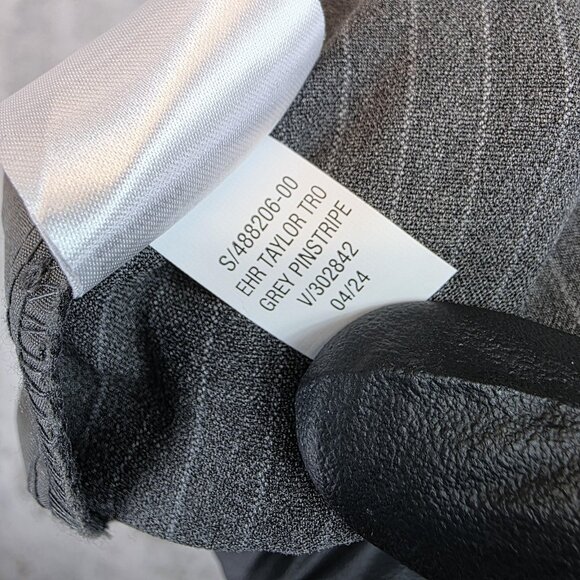 S/488206-00
EHR TAYLOR TRO
GREY PINSTRIPE
V/302842
04/24